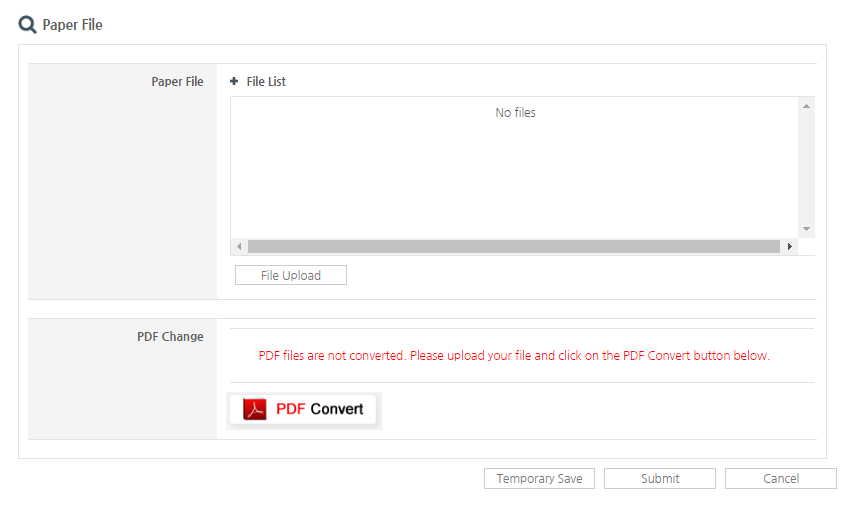 Paper File
Paper File
File List
No files
File Upload
PDF Change
PDF files are not converted. Please upload your file and click on the PDF Convert button below.
PDF Convert
Temporary Save Submit Cancel